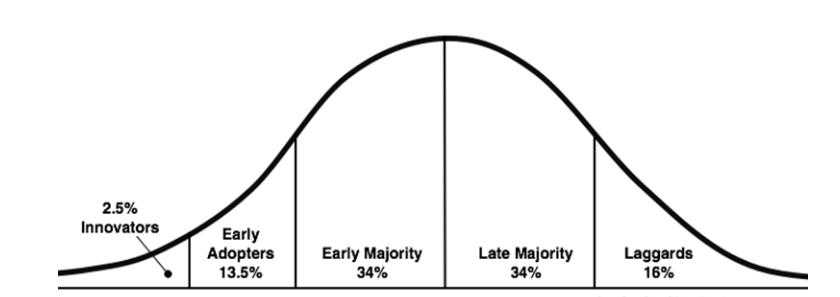 2.5%
Innovators
Early
Adopters
13.5%
Early Majority
34%
Late Majority
34%
Laggards
16%